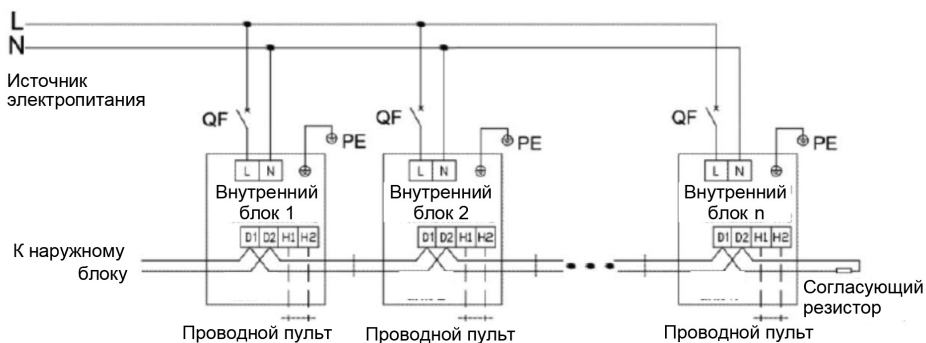 L
N
Источник
электропитания
QF
PE
QF
PE
QF
PE
L N
L N
L N
Внутренний
блок 1
Внутренний
блок 2
Внутренний
блок n
D1 D2 H1 H2
D1 D2 H1 H2
D1 D2 H1 H2
К наружному
блоку
Согласующий
резистор
Проводной пульт
Проводной пульт
Проводной пульт